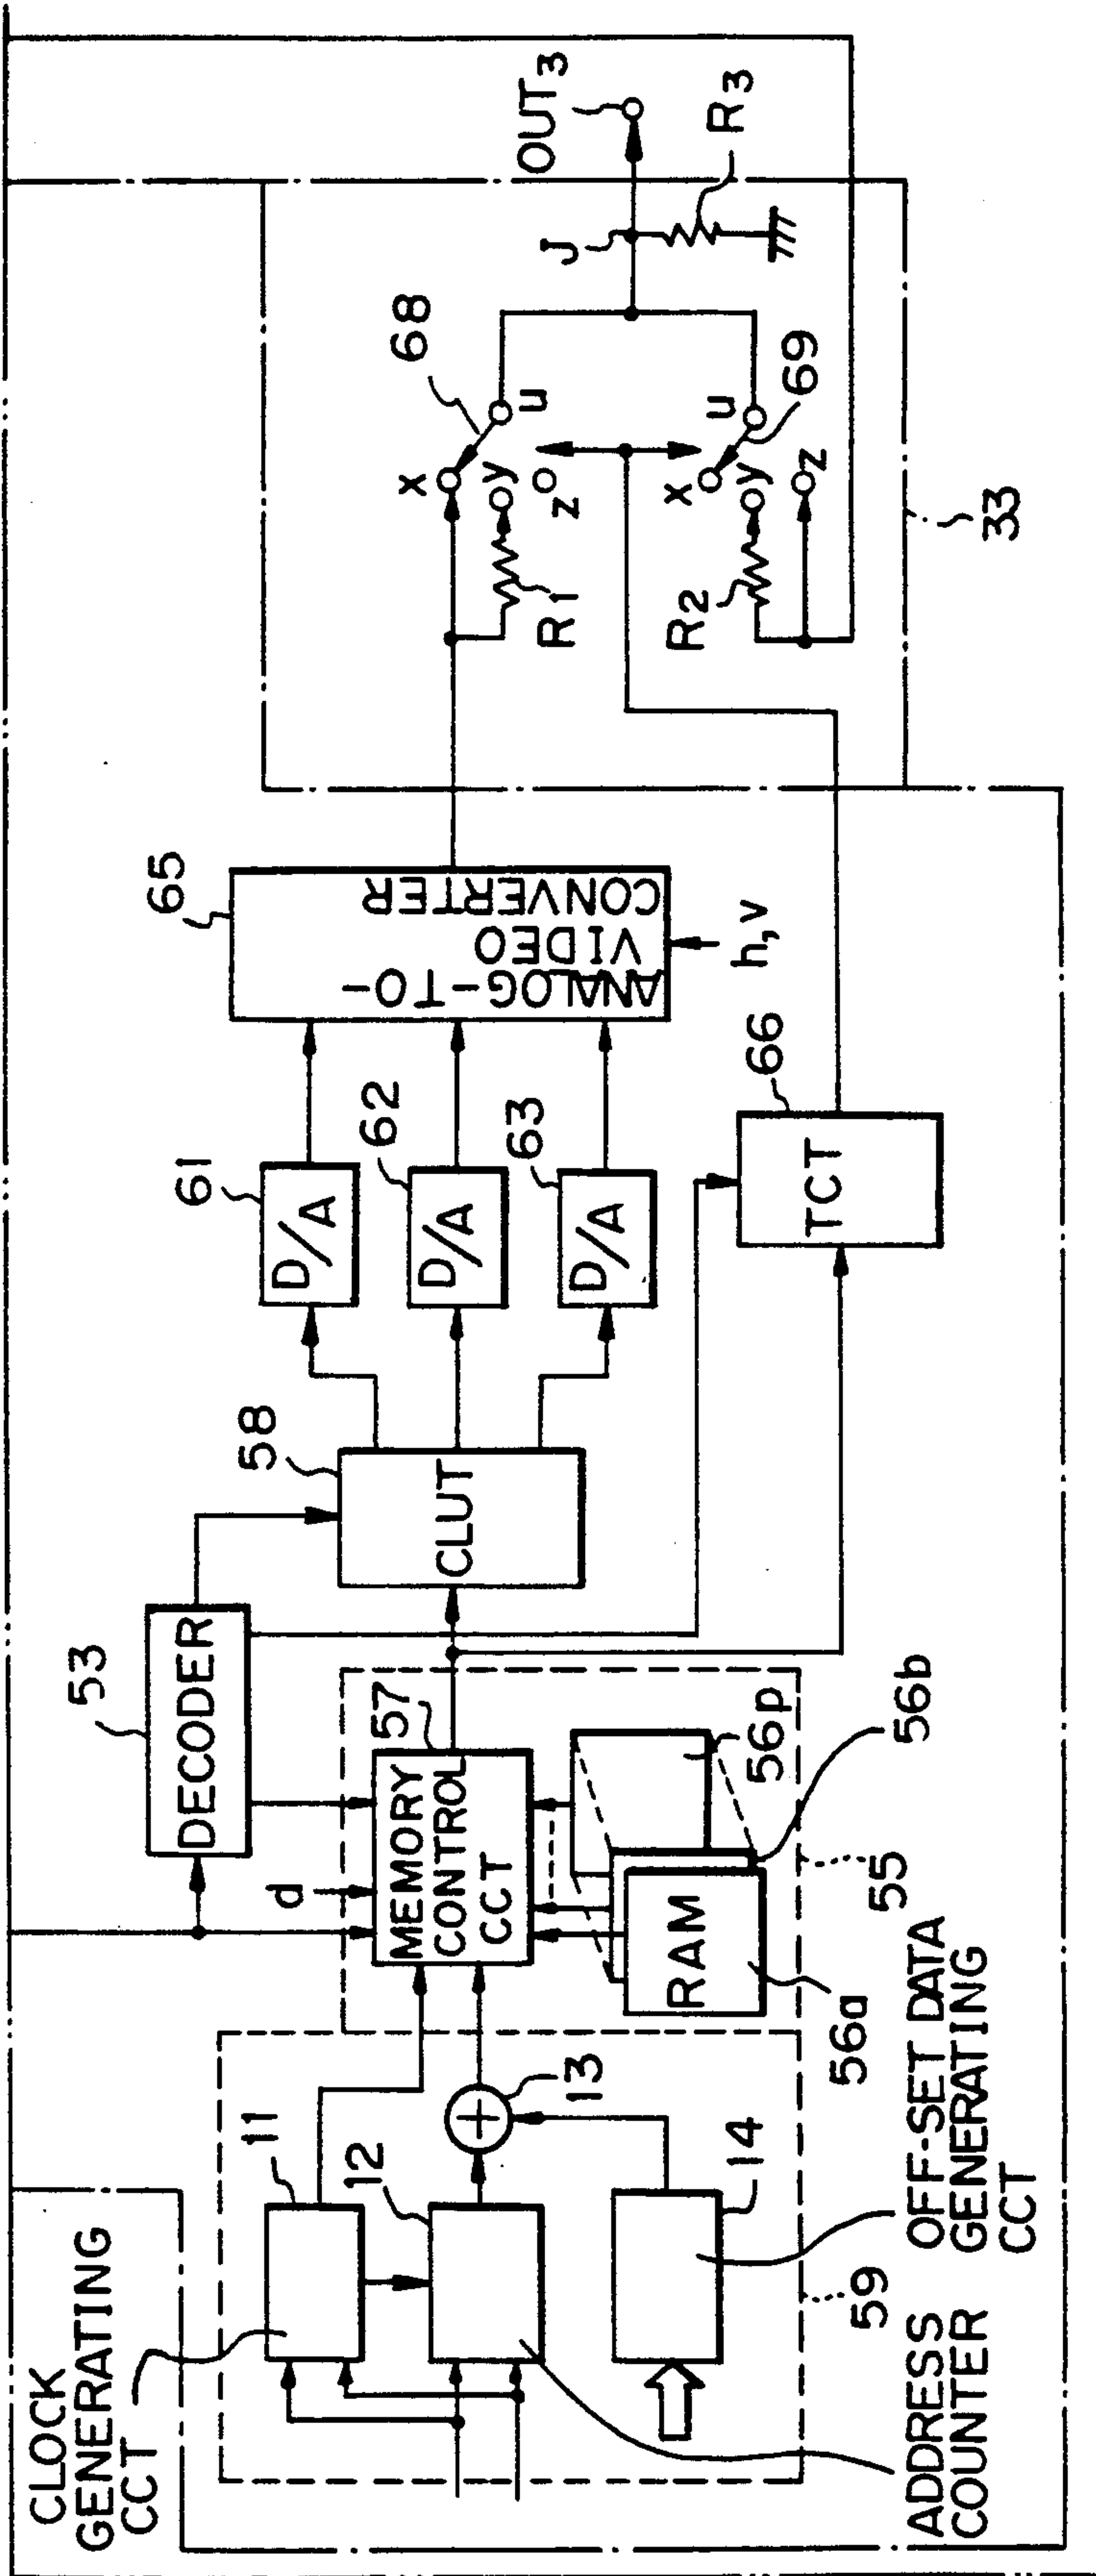 CLOCK
GENERATING
CCT
11
12
13
14
59
ADDRESS
COUNTER
OFF-SET DATA
GENERATING
CCT
53
DECODER
d
57
MEMORY
CONTROL
CCT
RAM
56a
56b
56p
55
58
CLUT
61
D/A
62
D/A
63
D/A
65
ANALOG-TO-
VIDEO
CONVERTER
h,v
66
TCT
x
y
z
u
68
R1
x
y
z
u
69
R2
J
R3
OUT3
33